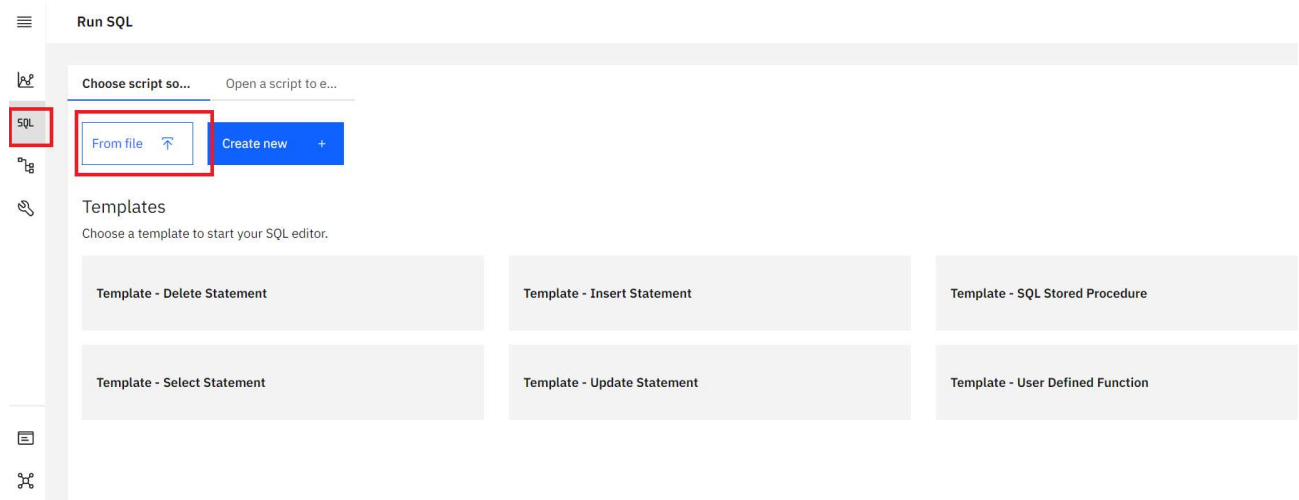 Run SQL
Choose script so... Open a script to e...
SQL
From file Create new +
Templates
Choose a template to start your SQL editor.
Template - Delete Statement Template - Insert Statement Template - SQL Stored Procedure
Template - Select Statement Template - Update Statement Template - User Defined Function